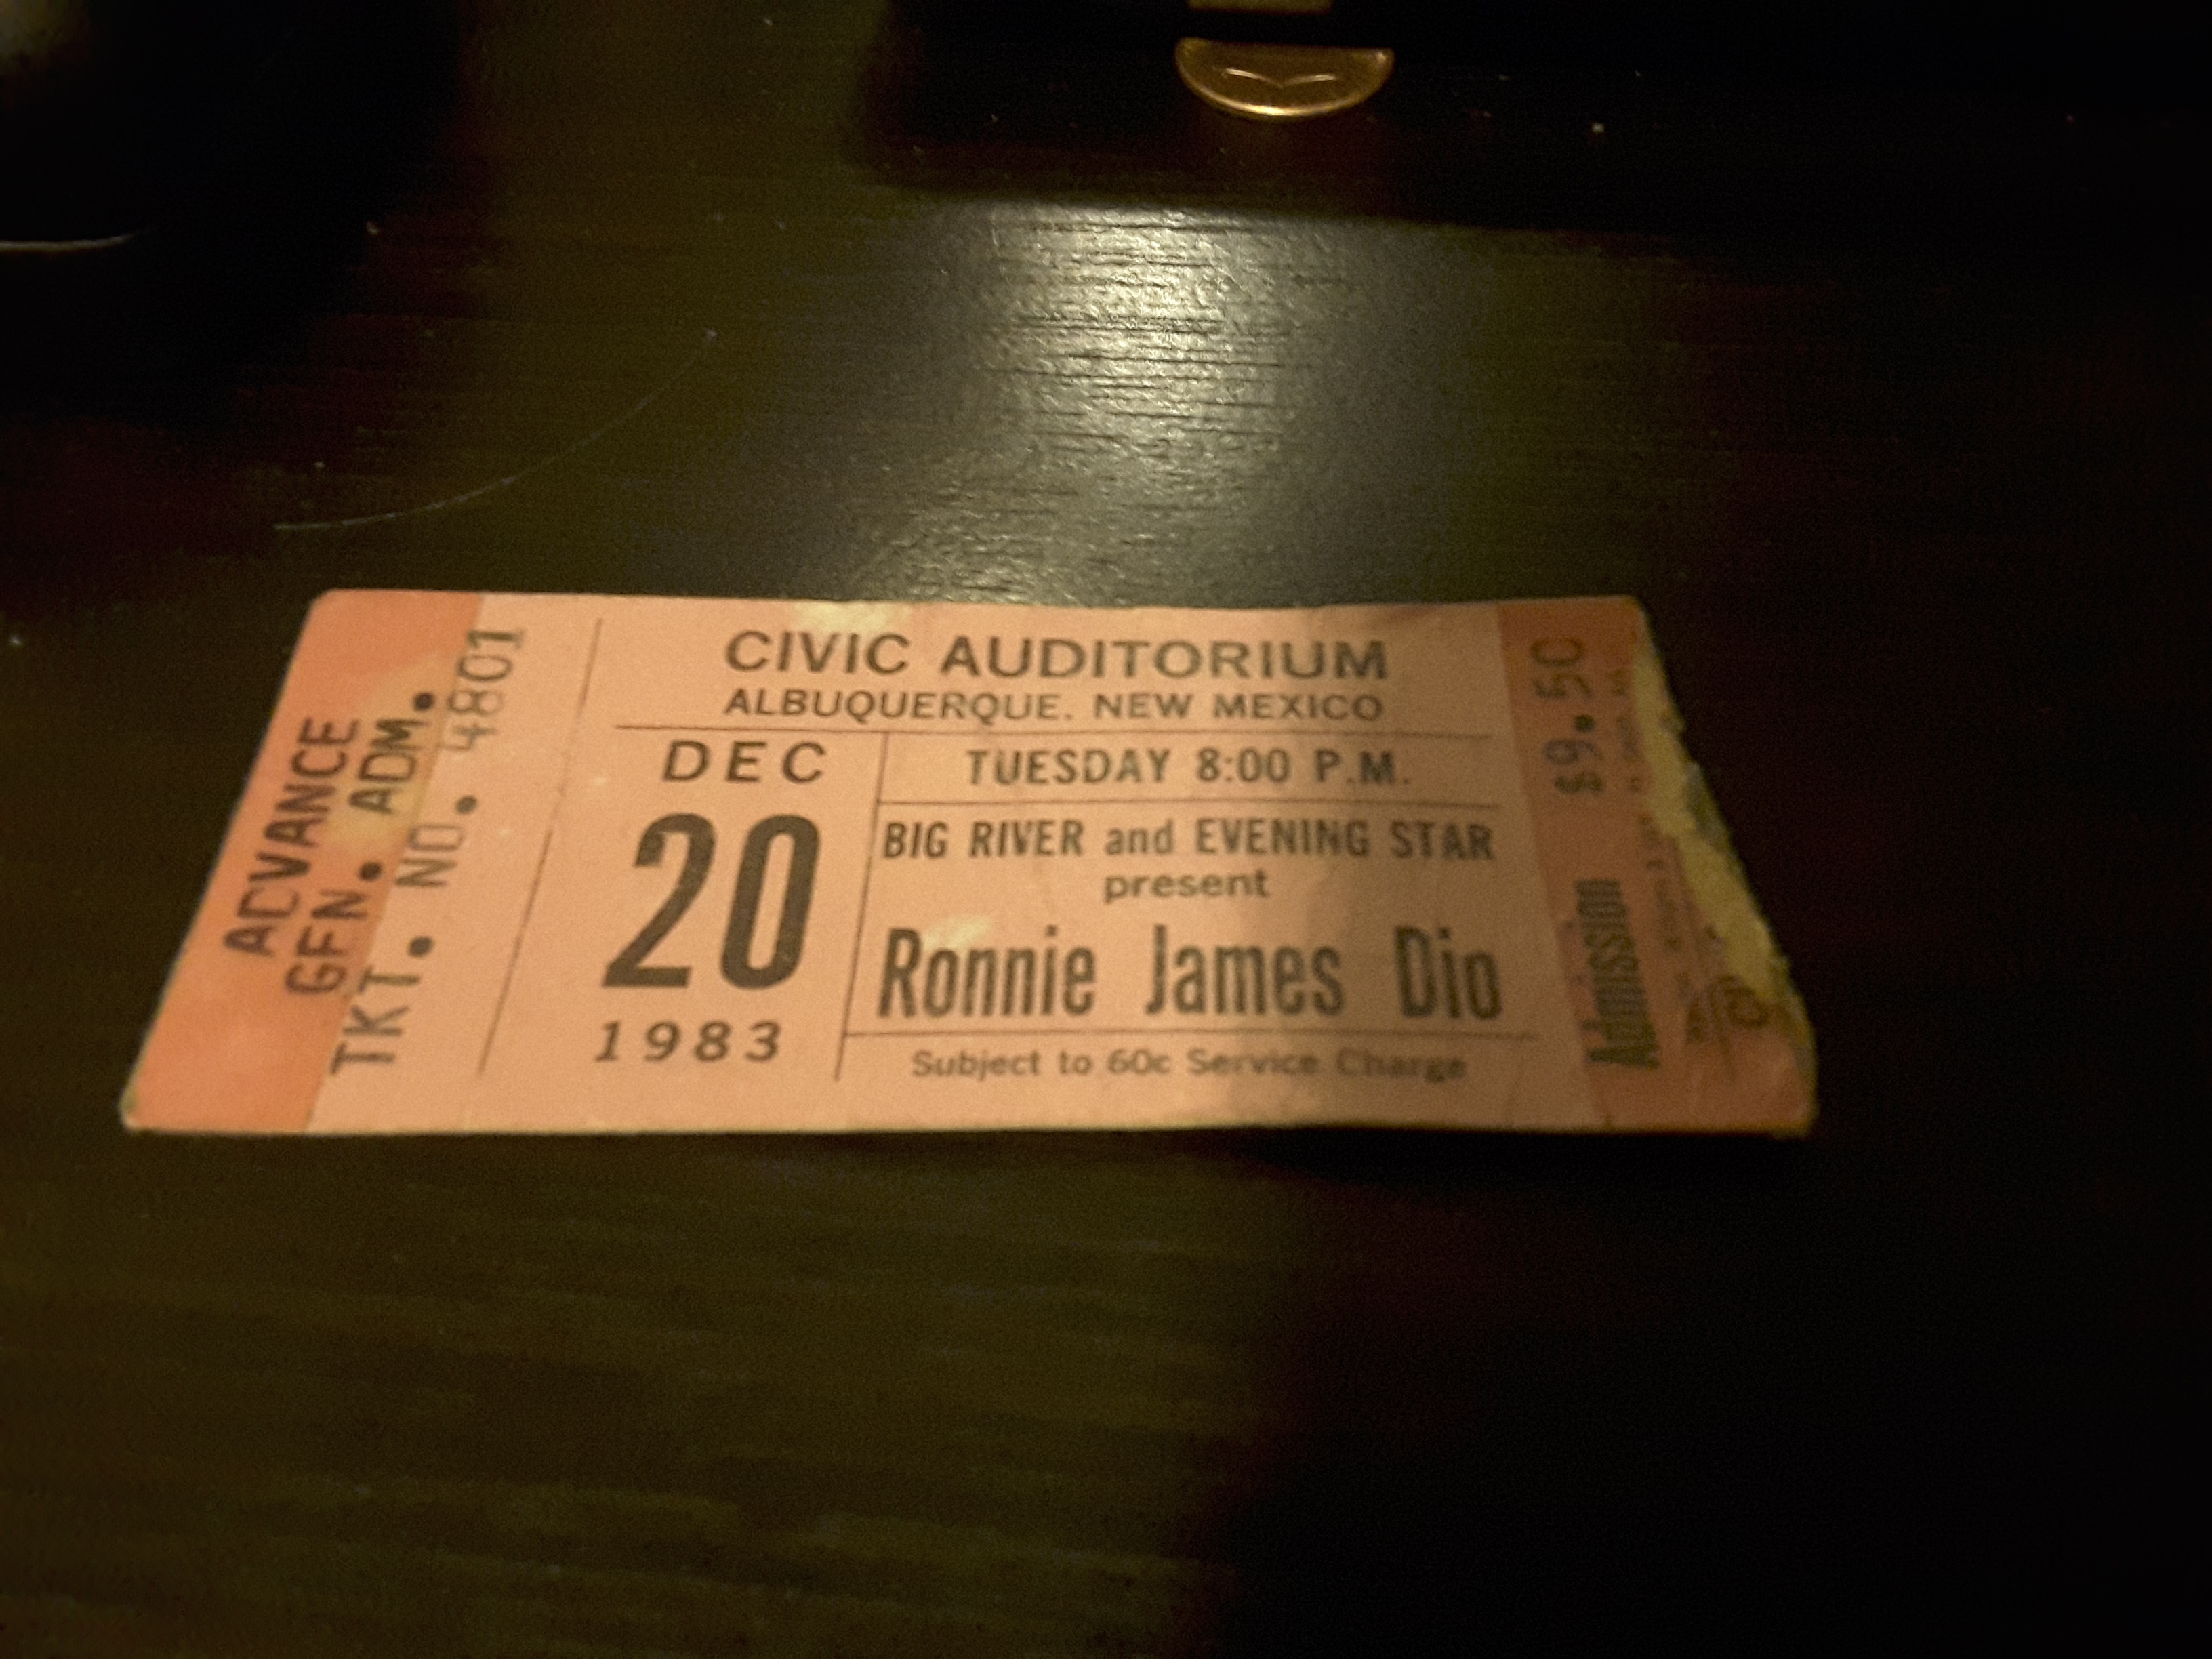 ADVANCE
GEN. ADM.
TKT. NO. 4801
CIVIC AUDITORIUM
ALBUQUERQUE, NEW MEXICO
DEC
20
1983
TUESDAY 8:00 P.M.
BIG RIVER and EVENING STAR
present
Ronnie James Dio
Subject to 60c Service Charge
Admission $9.50